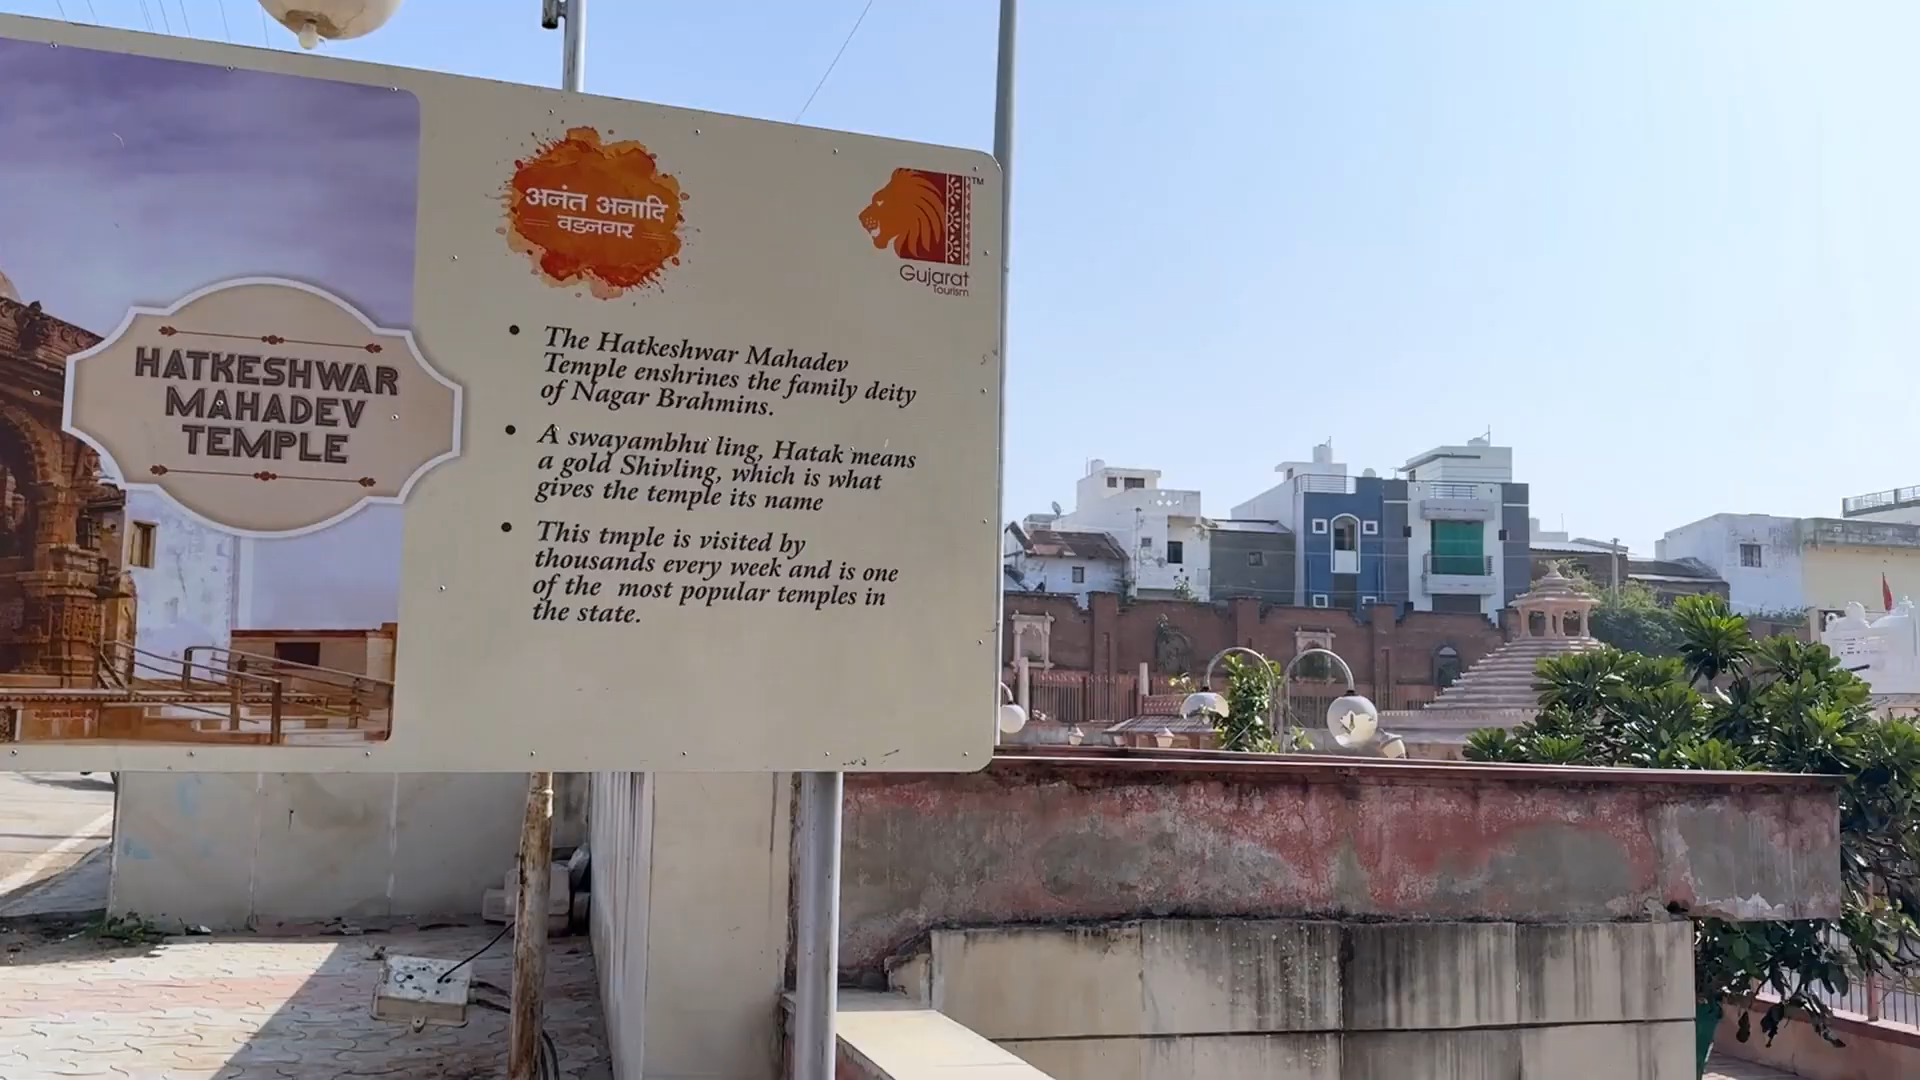 HATKESHWAR
MAHADEV
TEMPLE
अनंत अनादि
वडनगर
TM
Gujarat
Tourism
• The Hatkeshwar Mahadev
Temple enshrines the family deity
of Nagar Brahmins.
• A swayambhu ling, Hatak means
a gold Shivling, which is what
gives the temple its name
• This tmple is visited by
thousands every week and is one
of the most popular temples in
the state.